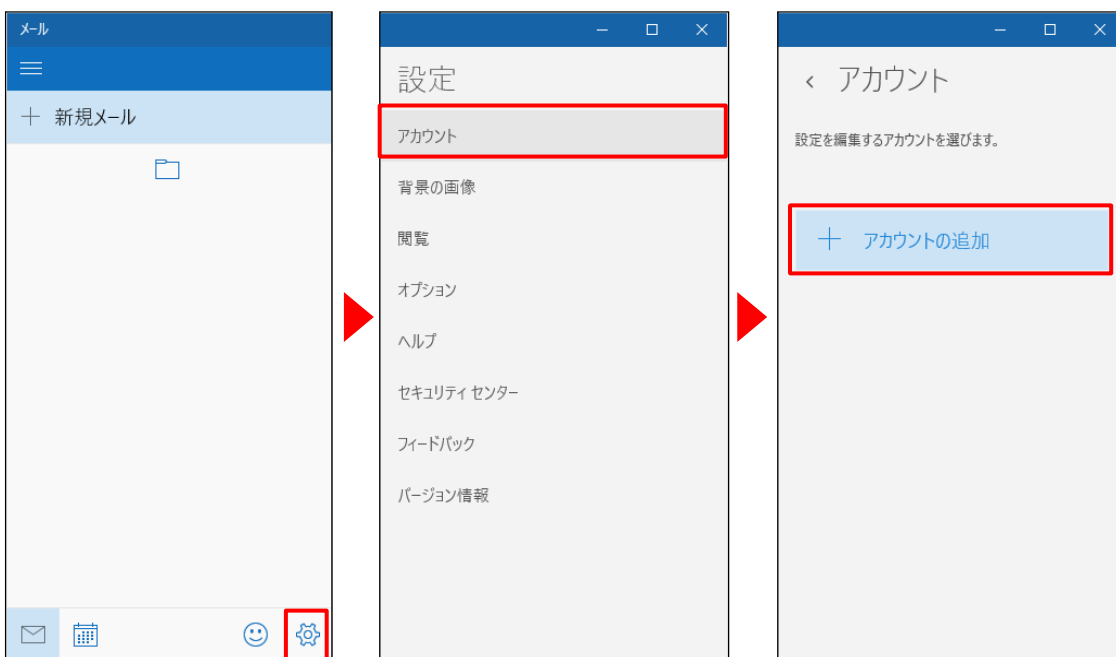 メール
新規メール
設定
アカウント
背景の画像
閲覧
オプション
ヘルプ
セキュリティ センター
フィードバック
バージョン情報
アカウント
設定を編集するアカウントを選びます。
アカウントの追加